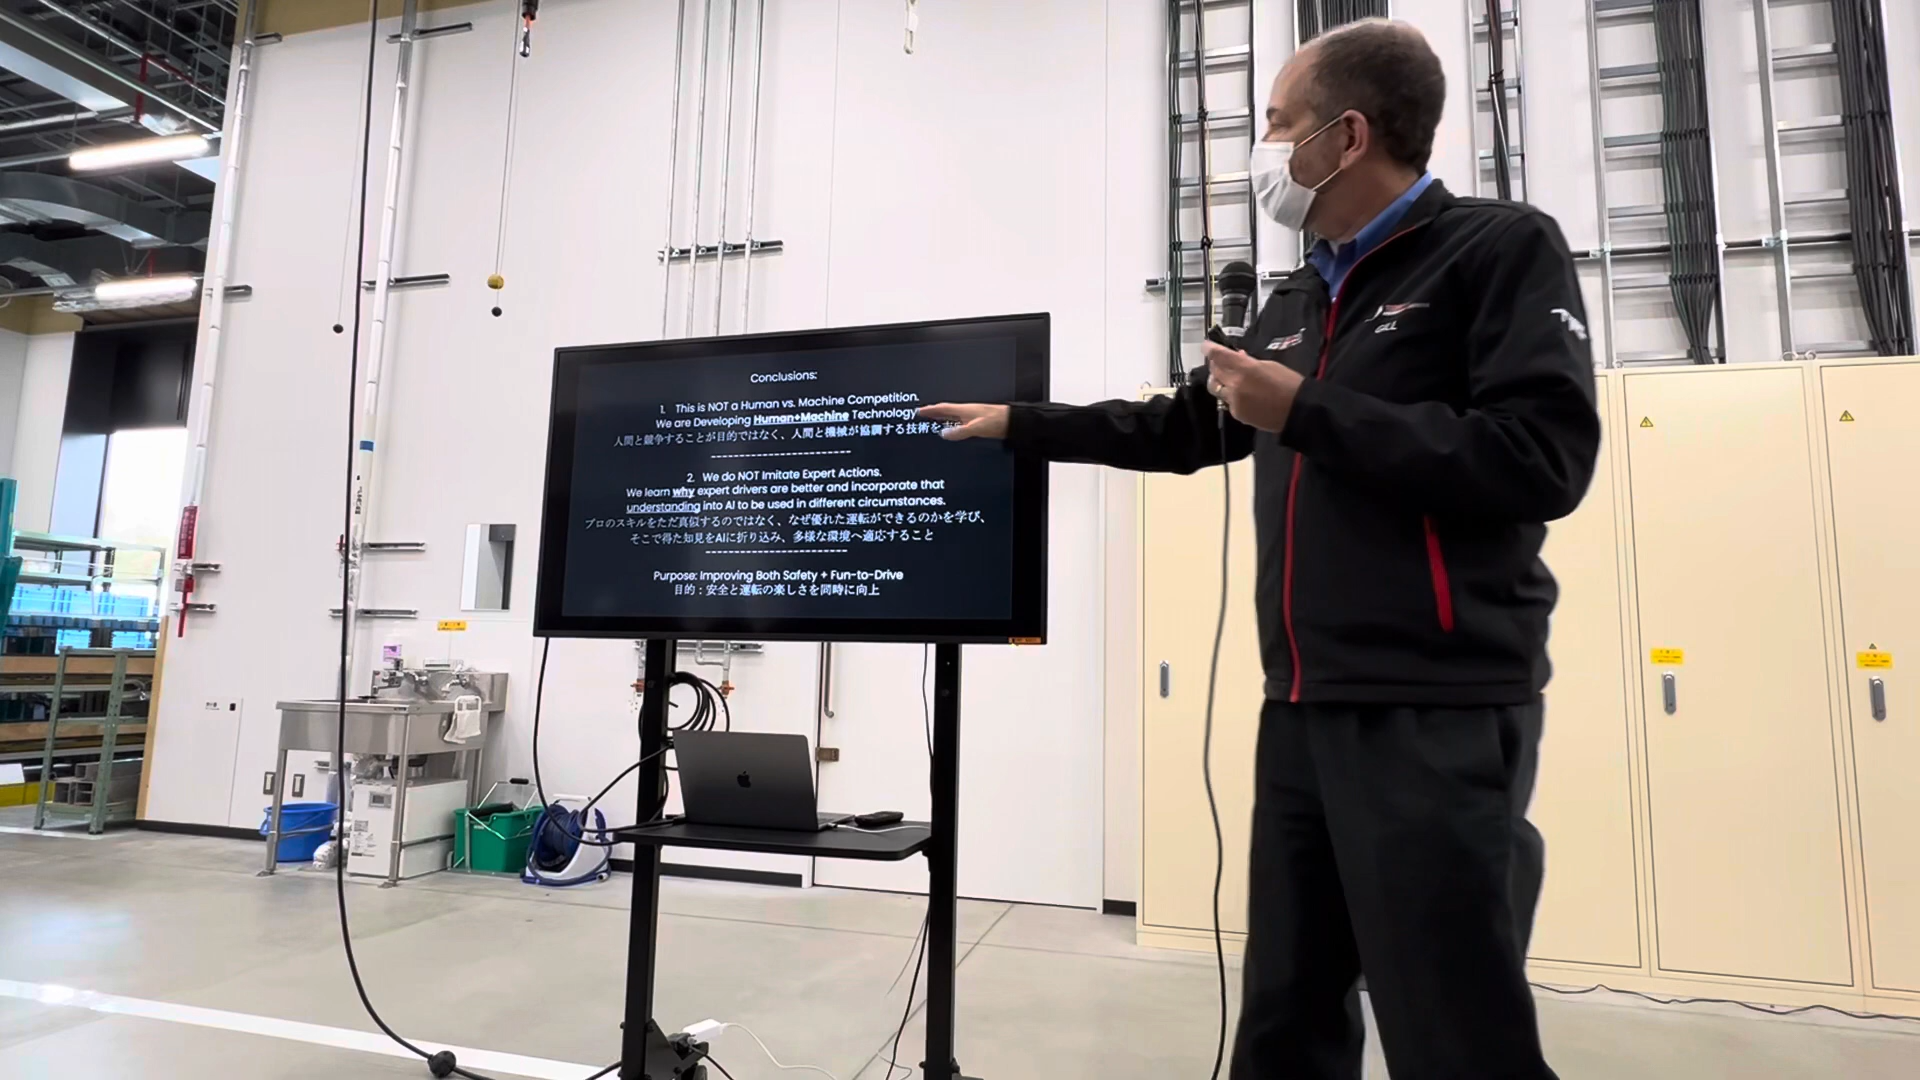 Conclusions:
1. This is NOT a Human vs. Machine Competition.
We are Developing Human+Machine Technology
人間と競争することが目的ではなく、人間と機械が協調する技術を
------------------------
2. We do NOT Imitate Expert Actions.
We learn why expert drivers are better and incorporate that
understanding into AI to be used in different circumstances.
プロのスキルをただ真似するのではなく、なぜ優れた運転ができるのかを学び、
そこで得た知見をAIに折り込み、多様な環境へ適応すること
------------------------
Purpose: Improving Both Safety + Fun-to-Drive
目的：安全と運転の楽しさを同時に向上
GILL